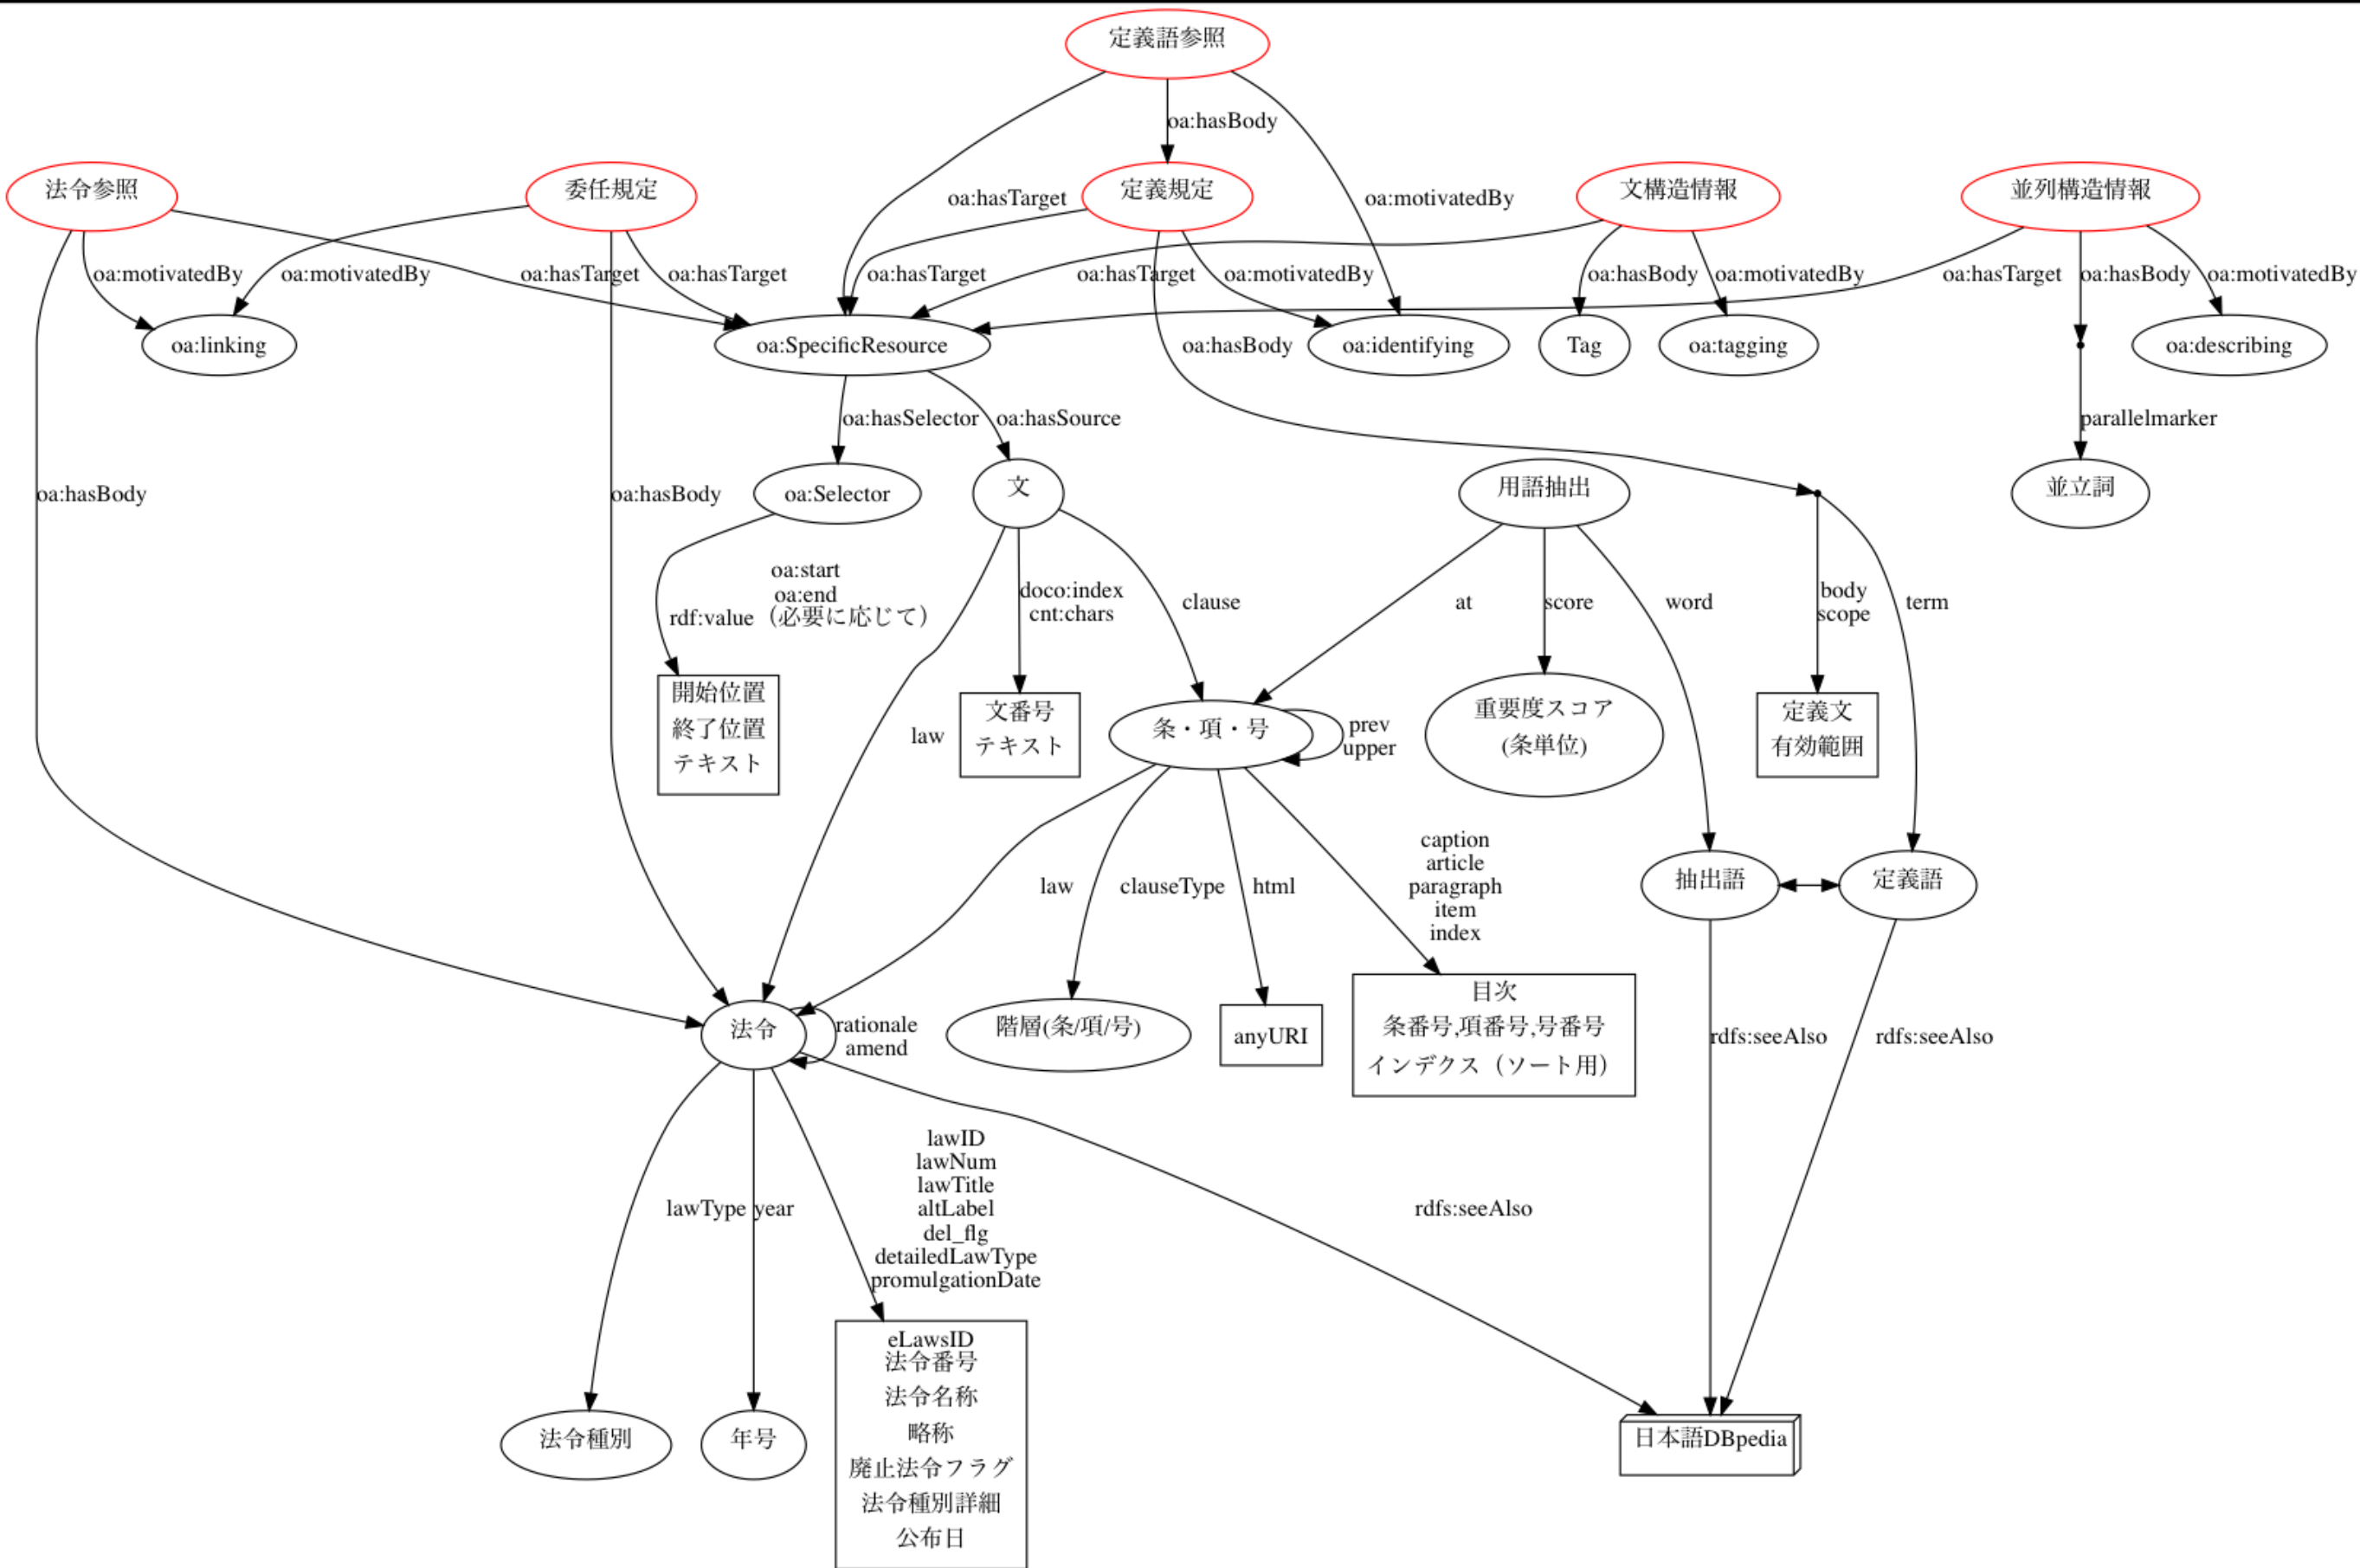 定義語参照
oa:hasBody
法令参照
委任規定
oa:hasTarget
定義規定
oa:motivatedBy
文構造情報
並列構造情報
oa:motivatedBy
oa:motivatedBy
oa:hasTarget
oa:hasTarget
oa:hasTarget
oa:hasTarget
oa:motivatedBy
oa:hasBody
oa:motivatedBy
oa:hasTarget
oa:hasBody
oa:motivatedBy
oa:linking
oa:SpecificResource
oa:hasBody
oa:identifying
Tag
oa:tagging
oa:describing
oa:hasSelector
oa:hasSource
parallelmarker
oa:hasBody
oa:hasBody
oa:Selector
文
用語抽出
並立詞
oa:start
oa:end
rdf:value（必要に応じて）
doco:index
cnt:chars
clause
at
score
word
body
scope
term
開始位置
終了位置
テキスト
law
文番号
テキスト
条・項・号
prev
upper
重要度スコア
(条単位)
定義文
有効範囲
law
clauseType
html
caption
article
paragraph
item
index
抽出語
定義語
法令
rationale
amend
階層(条/項/号)
anyURI
目次
条番号,項番号,号番号
インデクス（ソート用）
rdfs:seeAlso
rdfs:seeAlso
lawType
year
lawID
lawNum
lawTitle
altLabel
del_flg
detailedLawType
promulgationDate
rdfs:seeAlso
法令種別
年号
eLawsID
法令番号
法令名称
略称
廃止法令フラグ
法令種別詳細
公布日
日本語DBpedia